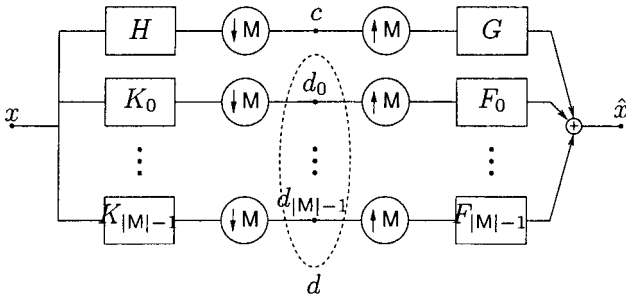 H ↓M c ↑M G
K₀ ↓M d₀ ↑M F₀
x x̂
⋮ ⋮ ⋮
K|M|−1 ↓M d|M|−1 ↑M F|M|−1
d